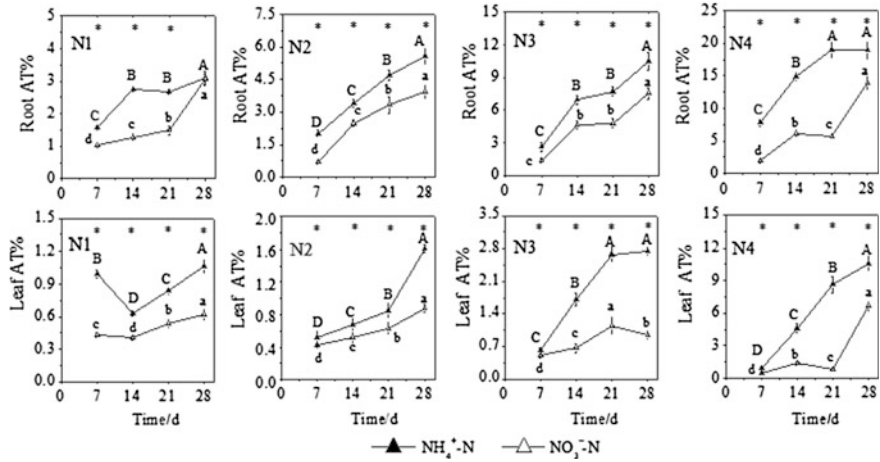 * * *
N1
Root AT%
5
4
3
2
1
0
C B B A
d c b a
0 7 14 21 28
* * * *
N2
Root AT%
7.5
6.0
4.5
3.0
1.5
0.0
D C B A
d c b a
0 7 14 21 28
* * * *
N3
Root AT%
15
12
9
6
3
0
C B B A
c b b a
0 7 14 21 28
* * * *
N4
Root AT%
25
20
15
10
5
0
C B A A
d b c a
0 7 14 21 28
* * * *
N1
Leaf AT%
1.5
1.2
0.9
0.6
0.3
0.0
B D C A
c d b a
0 7 14 21 28
Time/d
* * * *
N2
Leaf AT%
2.0
1.6
1.2
0.8
0.4
0.0
D C B A
d c b a
0 7 14 21 28
Time/d
* * * *
N3
Leaf AT%
3.5
2.8
2.1
1.4
0.7
0.0
C B A A
d c a b
0 7 14 21 28
Time/d
* * * *
N4
Leaf AT%
15
12
9
6
3
0
D C B A
d b c a
0 7 14 21 28
Time/d
NH₄⁺-N NO₃⁻-N